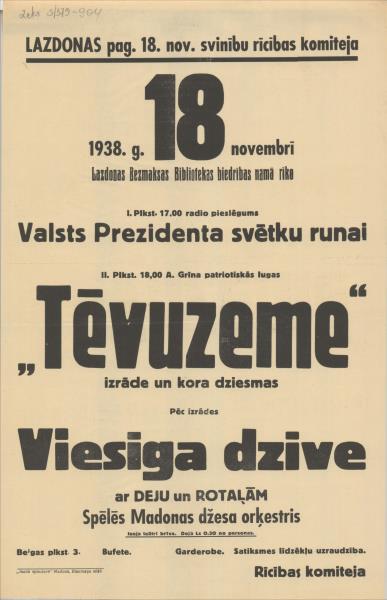 LAZDONAS pag. 18. nov. svinību rīcības komiteja
1938. g. 18 novembrī
Lazdonas Bezmaksas Bibliotekas biedrības namā rīko
I. Plkst. 17,00 radio pieslēgums
Valsts Prezidenta svētku runai
II. Plkst. 18,00 A. Grīna patriotiskās lugas
„Tēvuzeme“
izrāde un kora dziesmas
Pēc izrādes
Viesīga dzīve
ar DEJU un ROTAĻĀM
Spēlēs Madonas džesa orķestris
Ieeja izrādei brīva. Dejā Ls 0.50 no personas.
Beigas plkst 3. Bufete. Garderobe. Satiksmes līdzekļu uzraudzība.
Rīcības komiteja